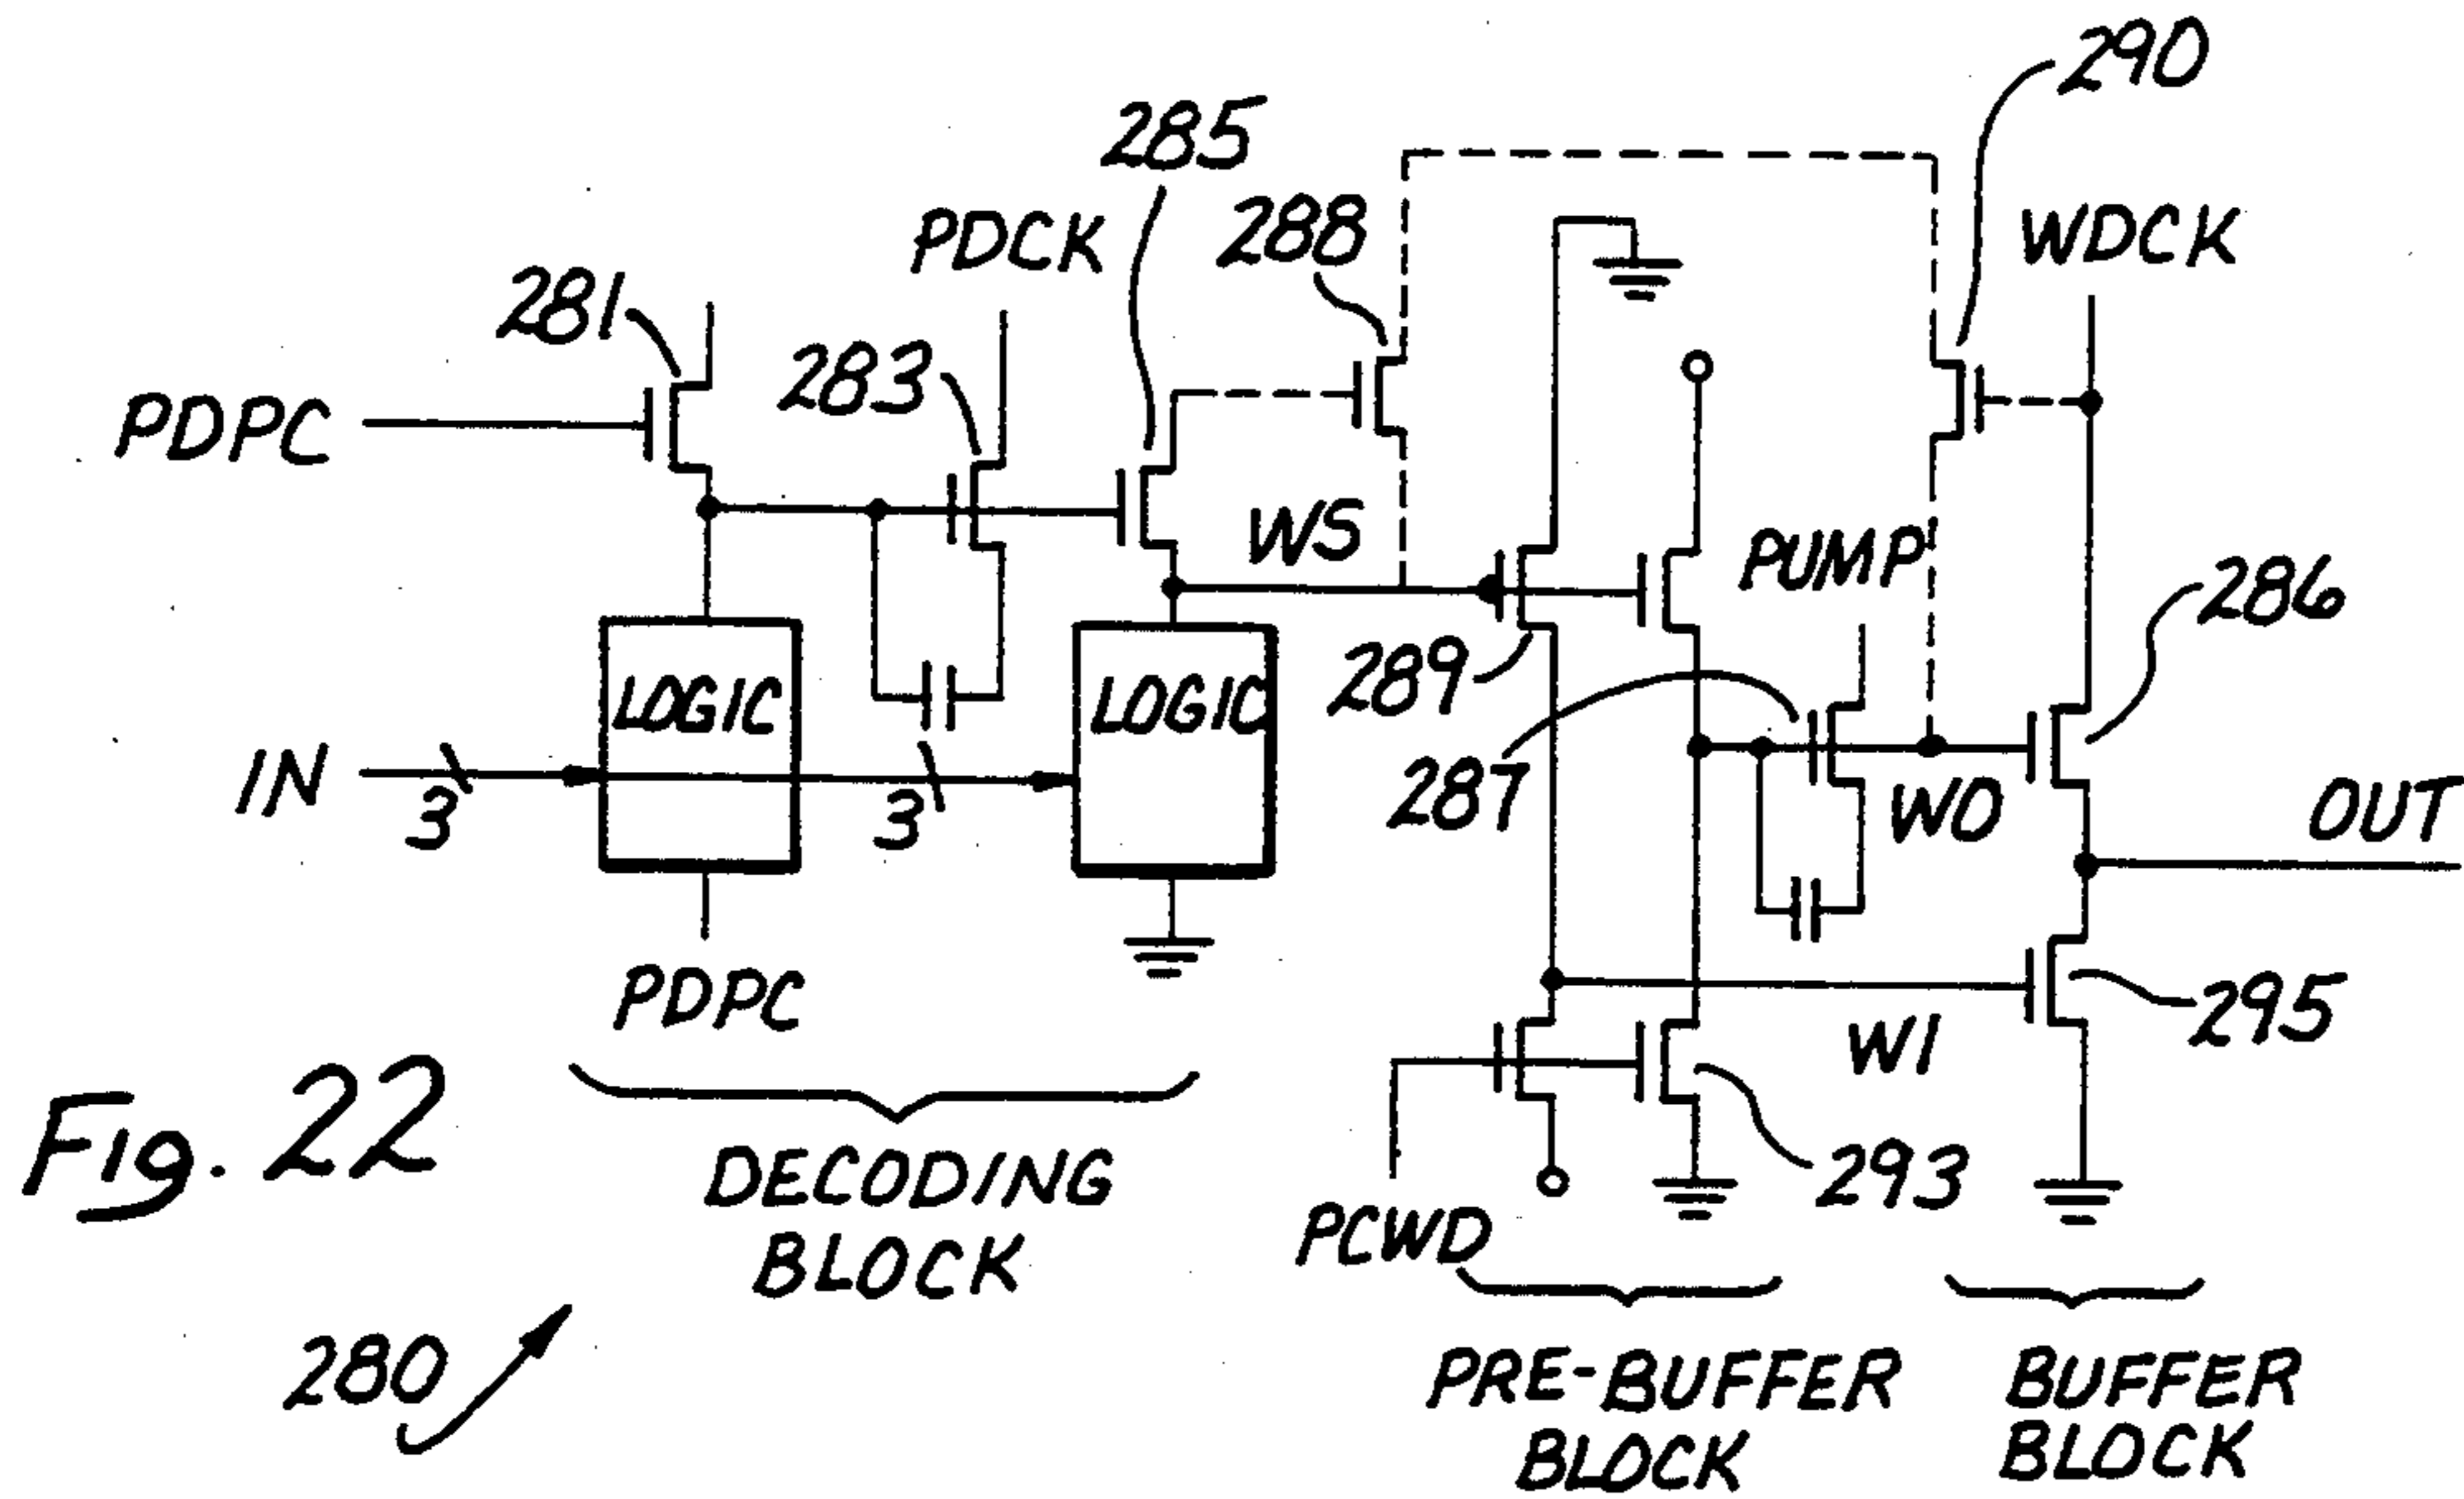 290
285
PDCK
288
WDCK
281
283
PDPC
WS
PUMP
286
289
LOGIC
LOGIC
287
IN
3
3
WO
OUT
PDPC
W1
295
Fig. 22
DECODING
BLOCK
293
PCWD
280
PRE-BUFFER
BLOCK
BUFFER
BLOCK